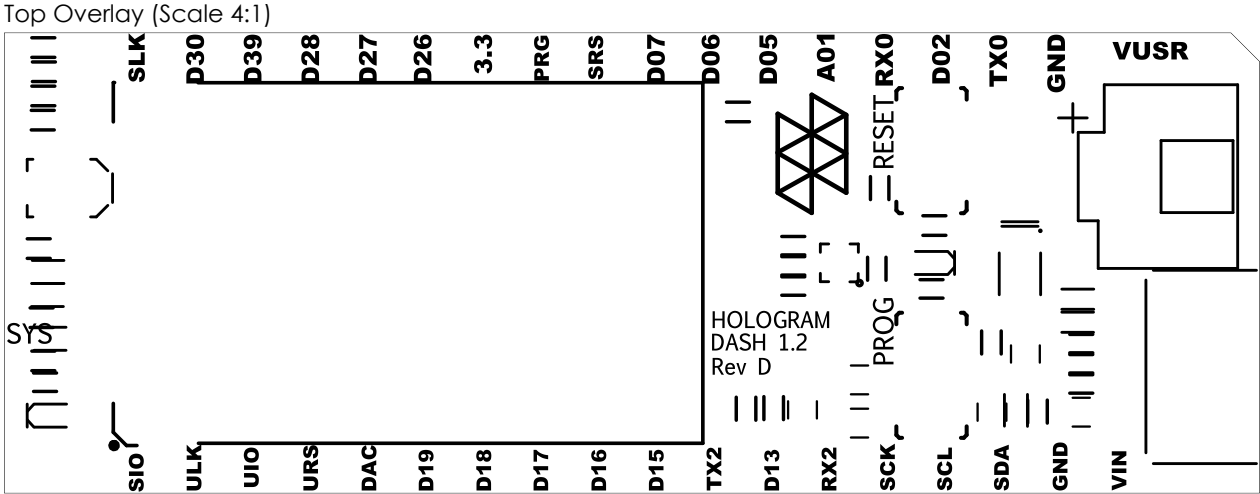 Top Overlay (Scale 4:1)
SLK
D30
D39
D28
D27
D26
3.3
PRG
SRS
D07
D06
D05
A01
RX0
D02
TX0
GND
VUSR
RESET
SYS
PROG
HOLOGRAM
DASH 1.2
Rev D
SIO
ULK
UIO
URS
DAC
D19
D18
D17
D16
D15
TX2
D13
RX2
SCK
SCL
SDA
GND
VIN